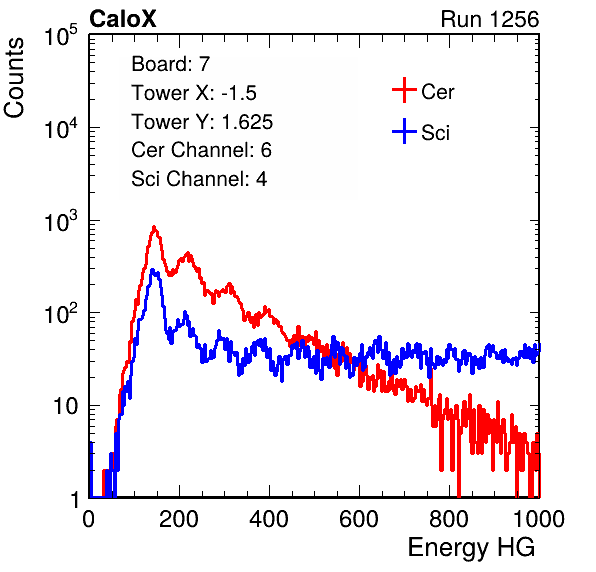 CaloX Run 1256
Counts
Board: 7
Tower X: -1.5
Tower Y: 1.625
Cer Channel: 6
Sci Channel: 4
Cer
Sci
10^5
10^4
10^3
10^2
10
1
0 200 400 600 800 1000
Energy HG